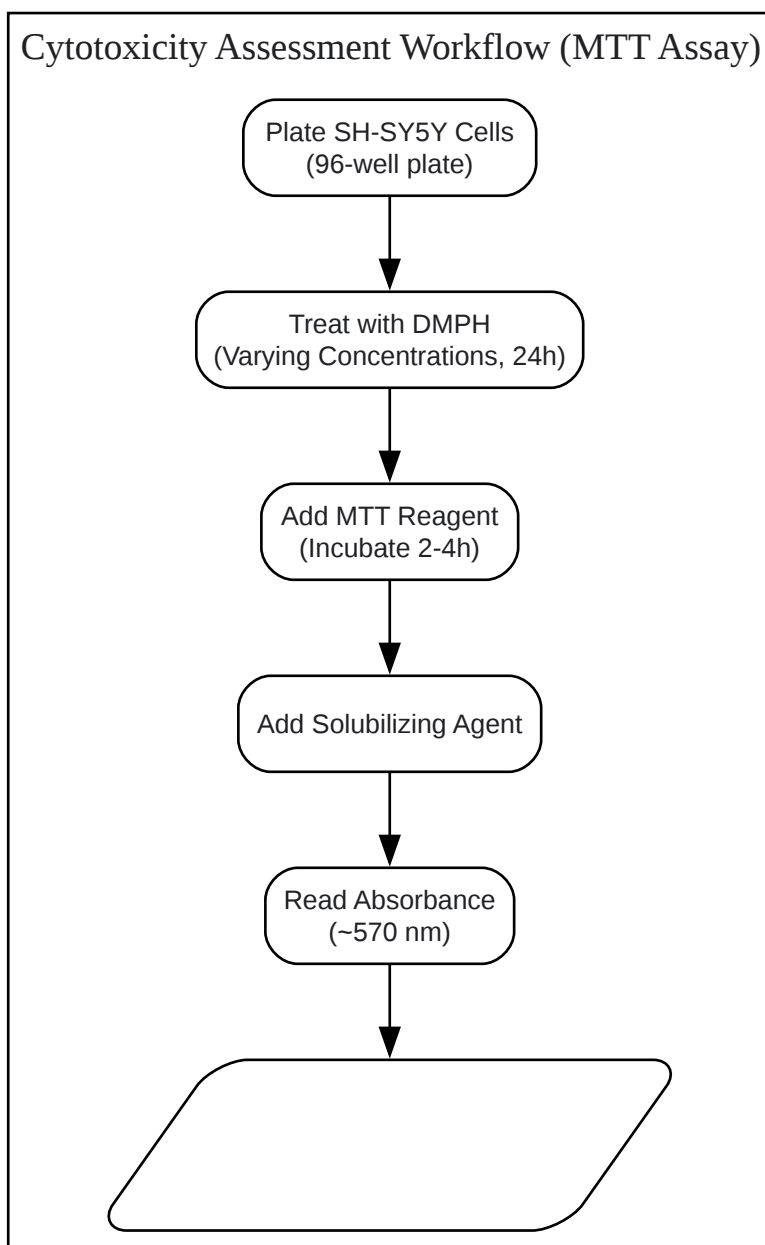 Cytotoxicity Assessment Workflow (MTT Assay)
Plate SH-SY5Y Cells
(96-well plate)
Treat with DMPH
(Varying Concentrations, 24h)
Add MTT Reagent
(Incubate 2-4h)
Add Solubilizing Agent
Read Absorbance
(~570 nm)